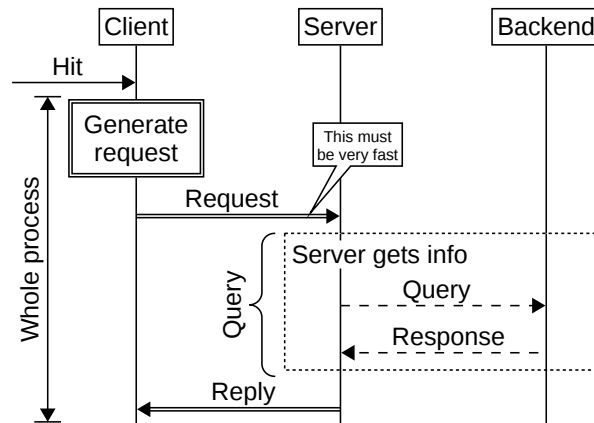 Client
Server
Backend
Hit
Generate
request
This must
be very fast
Request
Whole process
Server gets info
Query
Query
Response
Reply